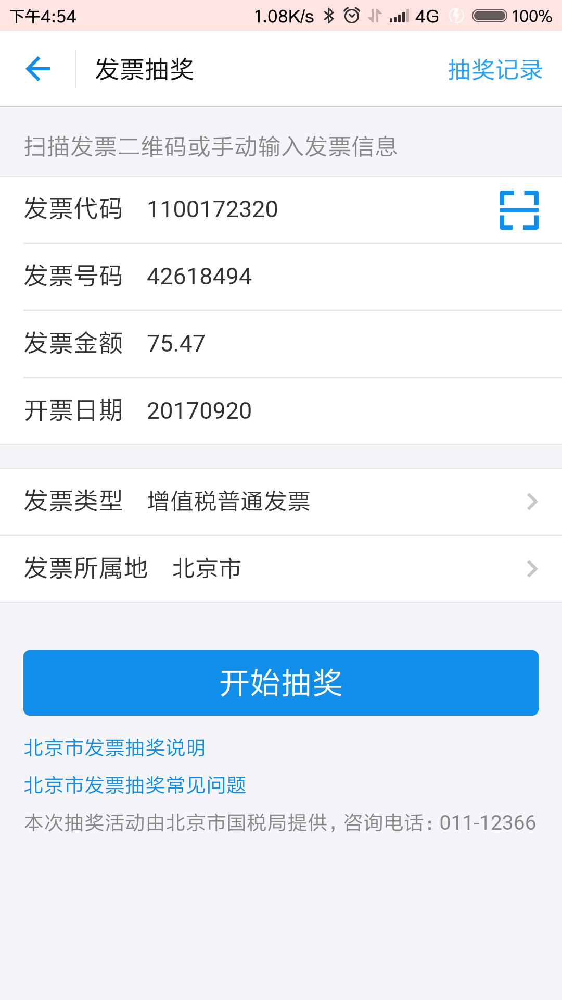 下午4:54 1.08K/s 4G 100%
发票抽奖 抽奖记录
扫描发票二维码或手动输入发票信息
发票代码 1100172320
发票号码 42618494
发票金额 75.47
开票日期 20170920
发票类型 增值税普通发票
发票所属地 北京市
开始抽奖
北京市发票抽奖说明
北京市发票抽奖常见问题
本次抽奖活动由北京市国税局提供，咨询电话：011-12366